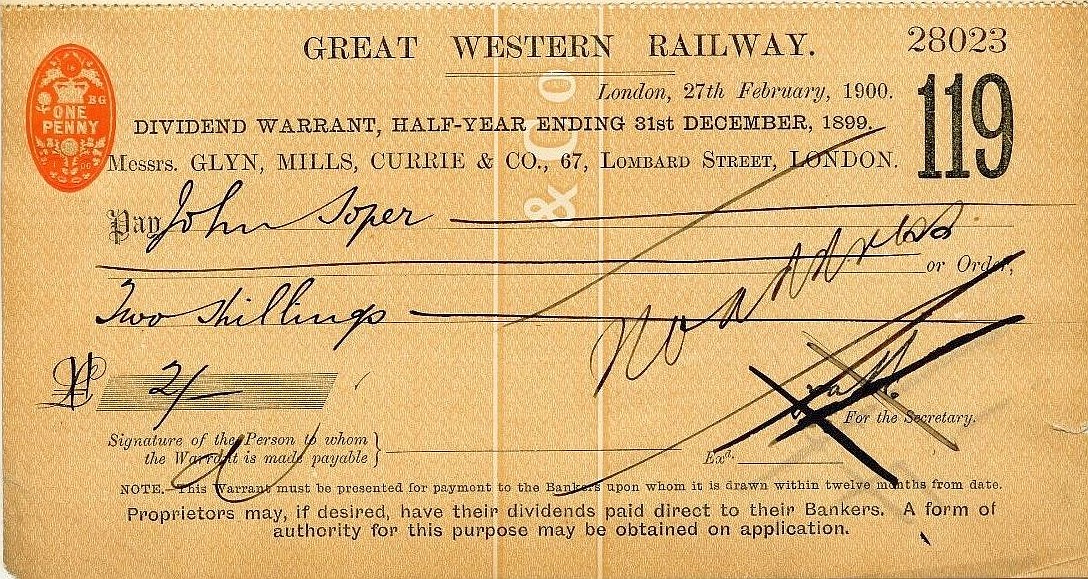 GREAT WESTERN RAILWAY.
28023
119
BG
ONE
PENNY
London, 27th February, 1900.
DIVIDEND WARRANT, HALF-YEAR ENDING 31st DECEMBER, 1899.
Messrs. GLYN, MILLS, CURRIE & CO., 67, LOMBARD STREET, LONDON.
& Co.
Pay John Soper
No address
or Order,
Two shillings
£ 2/-
For the Secretary.
Signature of the Person to whom
the Warrant is made payable
Exd.
NOTE.—This Warrant must be presented for payment to the Bankers upon whom it is drawn within twelve months from date.
Proprietors may, if desired, have their dividends paid direct to their Bankers. A form of
authority for this purpose may be obtained on application.